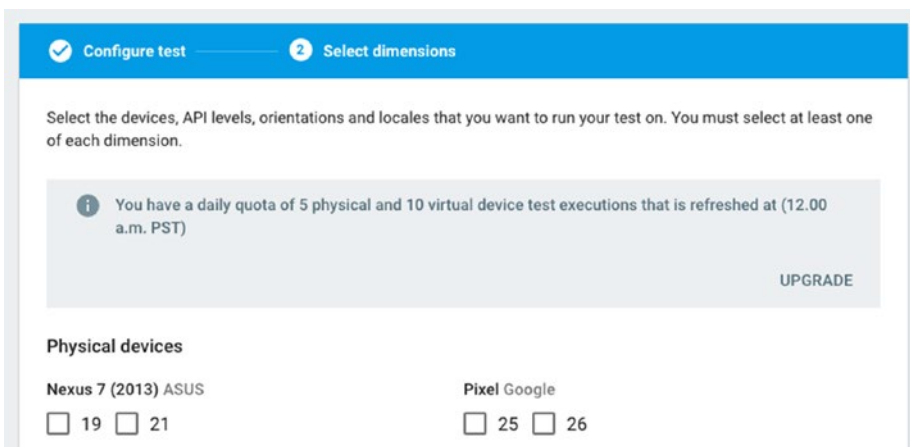 Configure test 2 Select dimensions
Select the devices, API levels, orientations and locales that you want to run your test on. You must select at least one
of each dimension.
You have a daily quota of 5 physical and 10 virtual device test executions that is refreshed at (12.00
a.m. PST)
UPGRADE
Physical devices
Nexus 7 (2013) ASUS Pixel Google
19 21 25 26